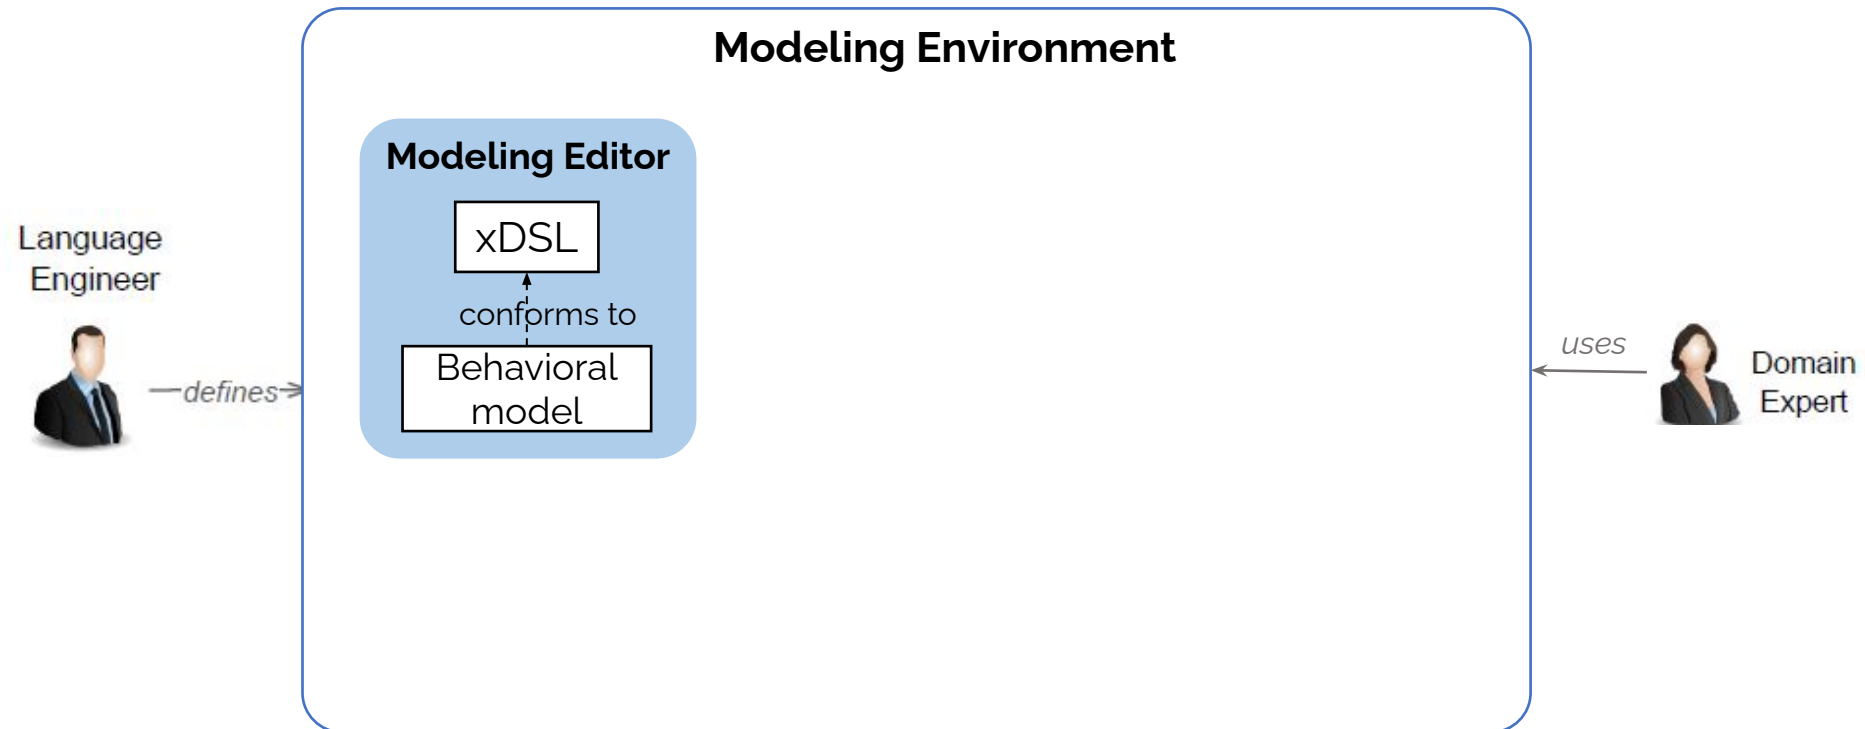 Modeling Environment
Modeling Editor
xDSL
conforms to
Behavioral
model
Language
Engineer
defines
uses
Domain
Expert